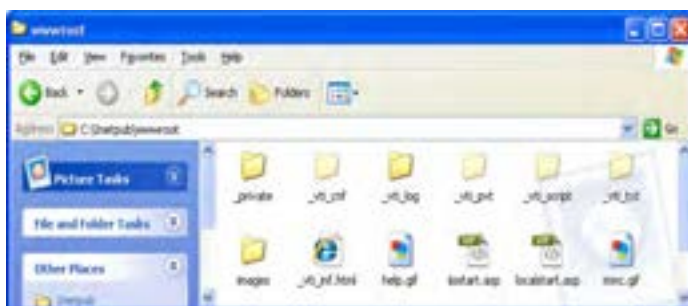 wwwroot
File Edit View Favorites Tools Help
Back Search Folders
Address C:\Inetpub\wwwroot Go
Picture Tasks
_private _vti_cnf _vti_log _vti_pvt _vti_script _vti_txt
File and Folder Tasks
images _vti_inf.html help.gif iisstart.asp localstart.asp mmc.gif
Other Places
Inetpub